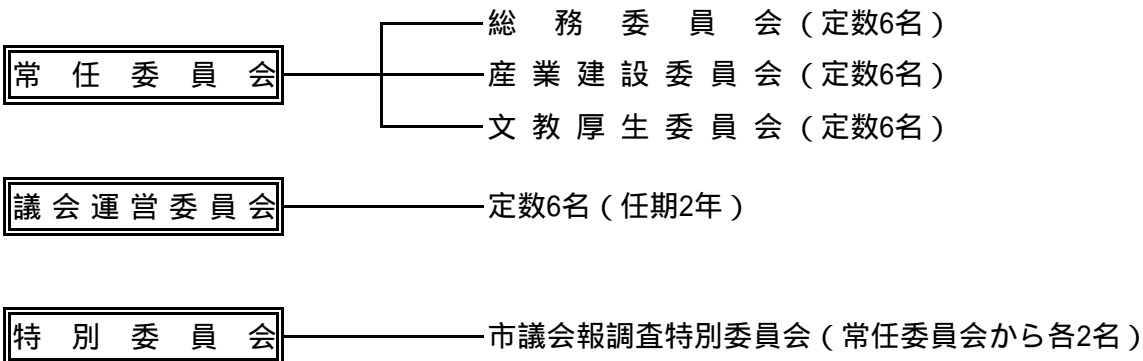 総務委員会（定数6名）
常任委員会 産業建設委員会（定数6名）
文教厚生委員会（定数6名）
議会運営委員会 定数6名（任期2年）
特別委員会 市議会報調査特別委員会（常任委員会から各2名）